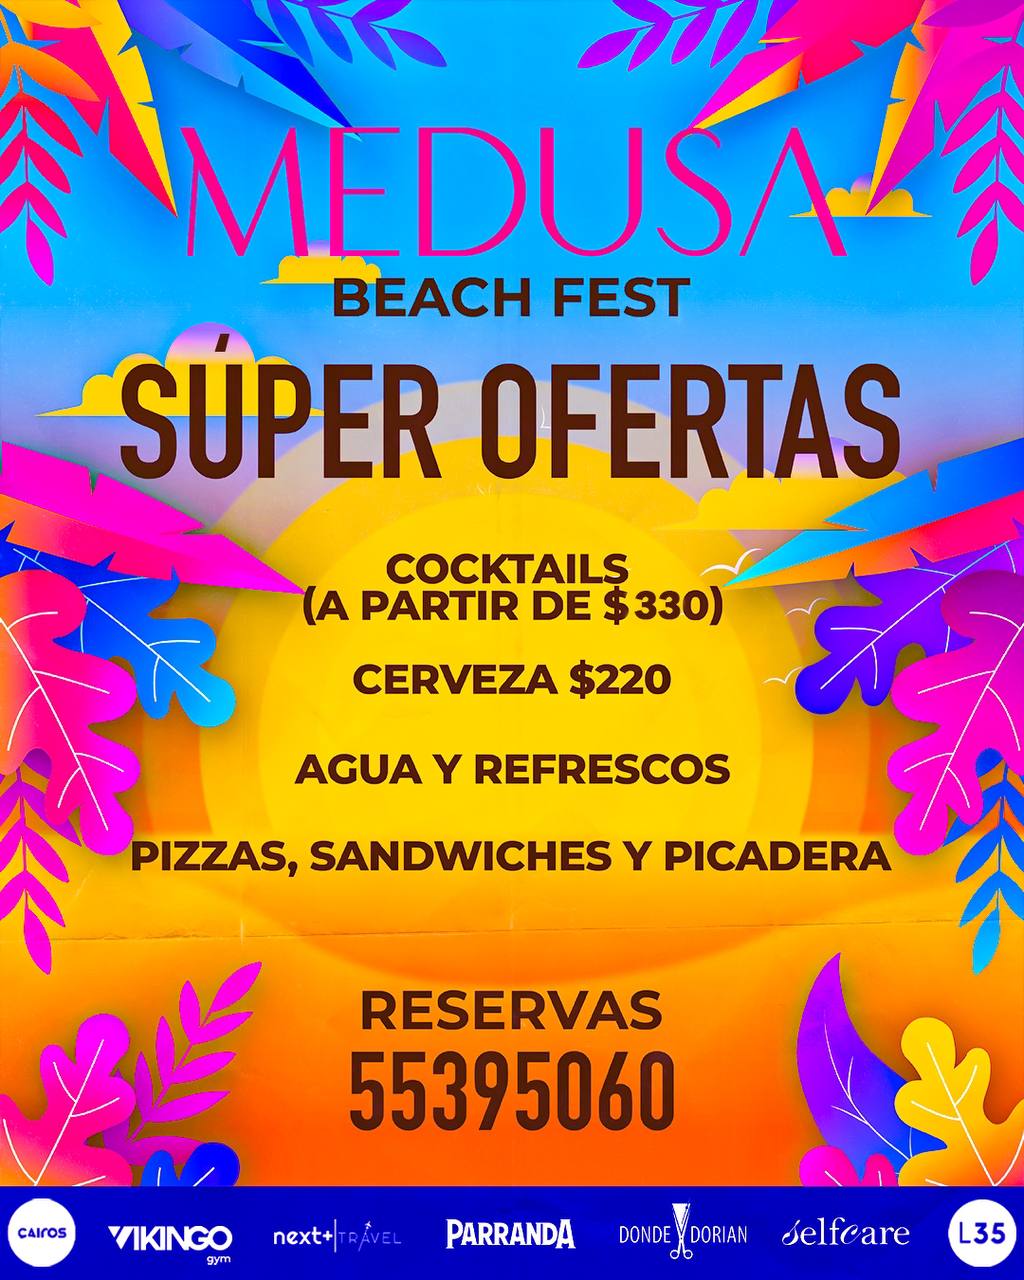 MEDUSA
BEACH FEST
SÚPER OFERTAS
COCKTAILS
(A PARTIR DE $330)
CERVEZA $220
AGUA Y REFRESCOS
PIZZAS, SANDWICHES Y PICADERA
RESERVAS
55395060
CAIROS
VIKINGO
gym
next+|TRAVEL
PARRANDA
DONDE DORIAN
selfcare
L35